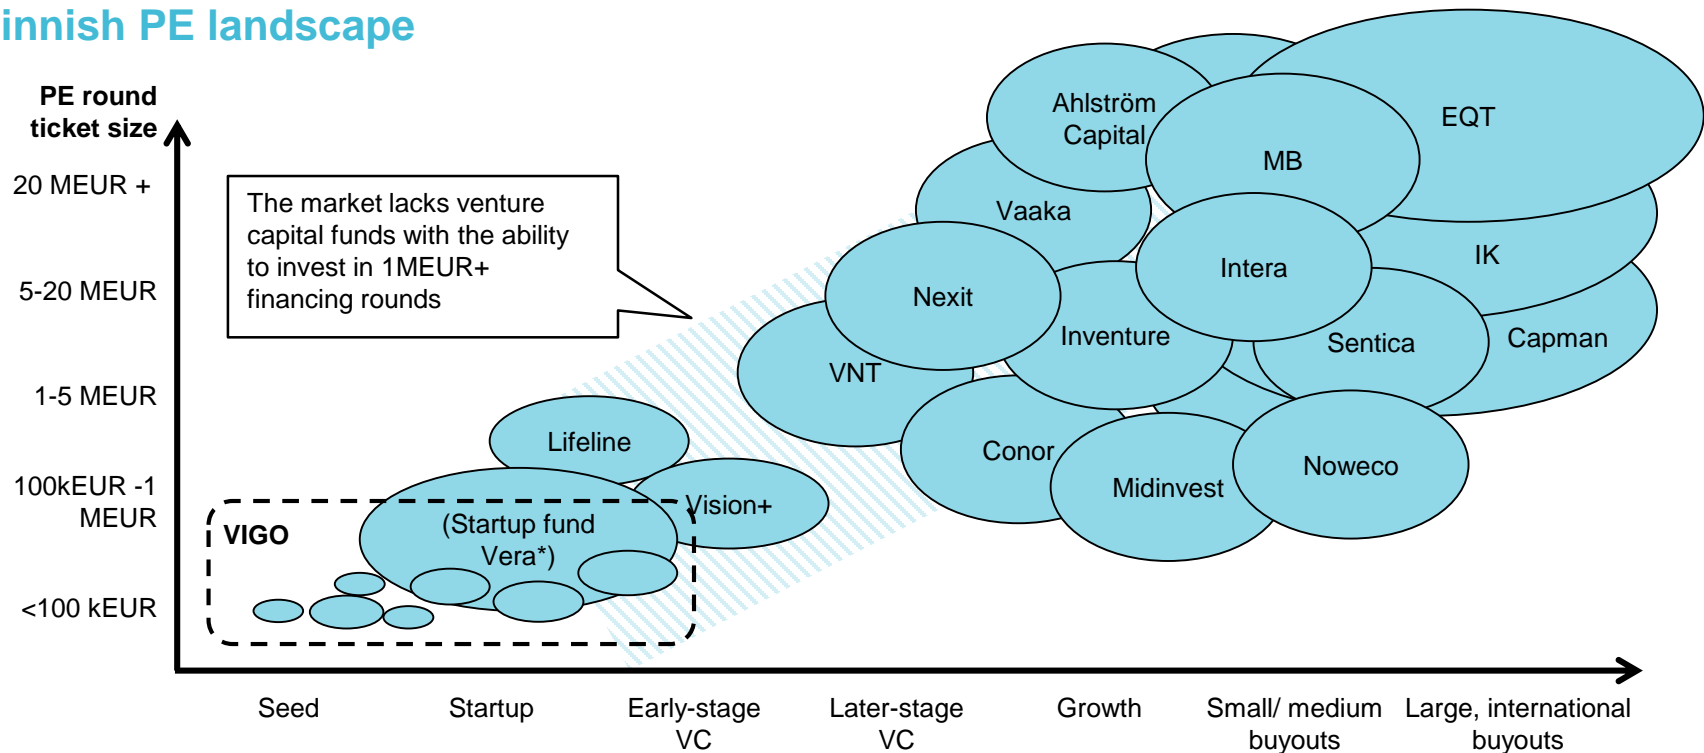 innish PE landscape
PE round
ticket size
20 MEUR +
5-20 MEUR
1-5 MEUR
100kEUR -1
MEUR
<100 kEUR
The market lacks venture
capital funds with the ability
to invest in 1MEUR+
financing rounds
Ahlström
Capital
EQT
MB
Vaaka
IK
Intera
Nexit
Inventure
Sentica
Capman
VNT
Lifeline
Conor
Noweco
Midinvest
Vision+
(Startup fund
Vera*)
VIGO
Seed
Startup
Early-stage
VC
Later-stage
VC
Growth
Small/ medium
buyouts
Large, international
buyouts